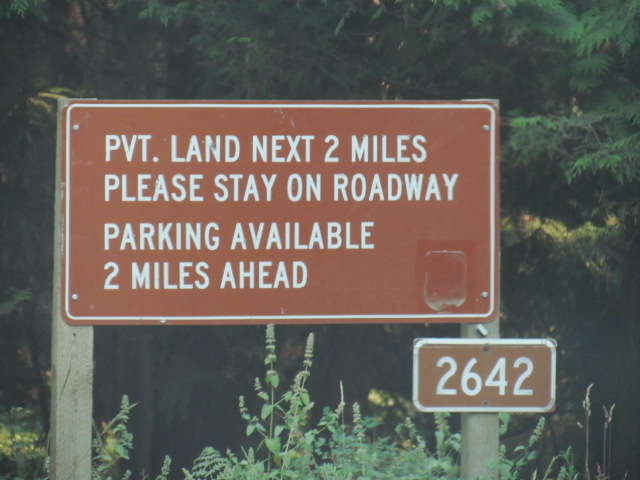 PVT. LAND NEXT 2 MILES
PLEASE STAY ON ROADWAY
PARKING AVAILABLE
2 MILES AHEAD
2642